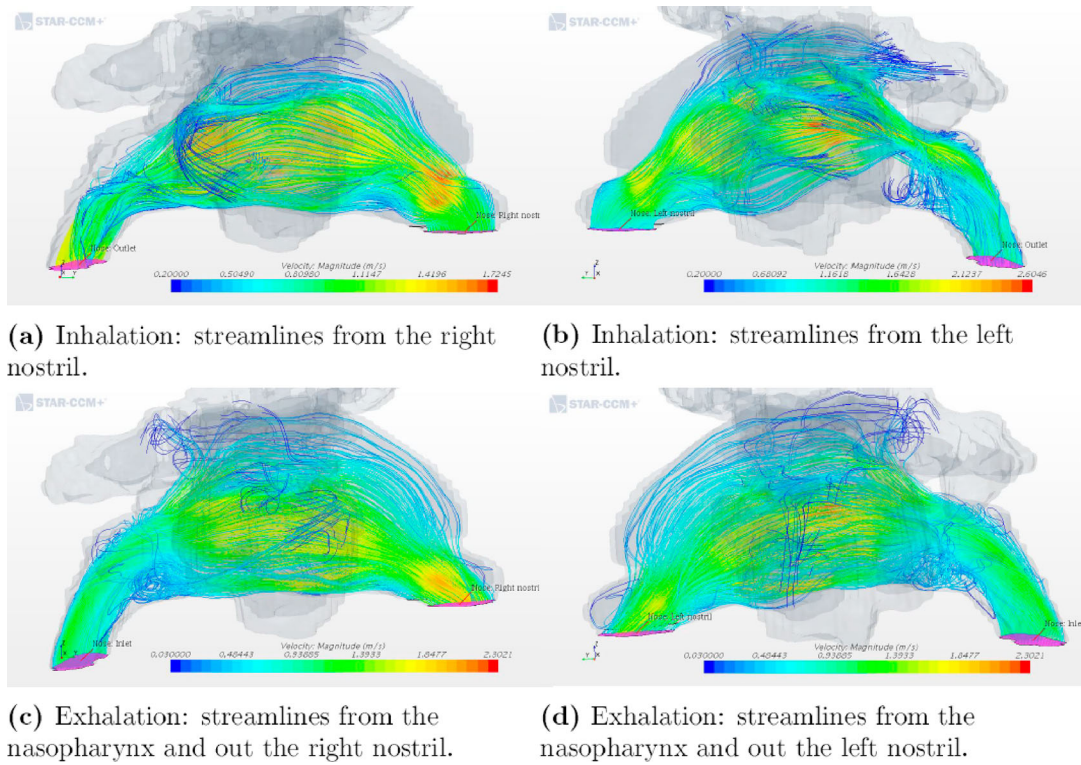 STAR-CCM+
Nose: Outlet
Nose: Right nostri
Velocity: Magnitude (m/s)
0.20000 0.50490 0.80980 1.1147 1.4196 1.7245
STAR-CCM+
Nose: Left nostril
Nose: Outlet
Velocity: Magnitude (m/s)
0.20000 0.68092 1.1618 1.6428 2.1237 2.6046
(a) Inhalation: streamlines from the right
nostril.
(b) Inhalation: streamlines from the left
nostril.
STAR-CCM+
Nose: Inlet
Nose: Right nostri
Velocity: Magnitude (m/s)
0.030000 0.48443 0.93885 1.3933 1.8477 2.3021
STAR-CCM+
Nose: Left nostril
Nose: Inle
Velocity: Magnitude (m/s)
0.030000 0.48443 0.93885 1.3933 1.8477 2.3021
(c) Exhalation: streamlines from the
nasopharynx and out the right nostril.
(d) Exhalation: streamlines from the
nasopharynx and out the left nostril.